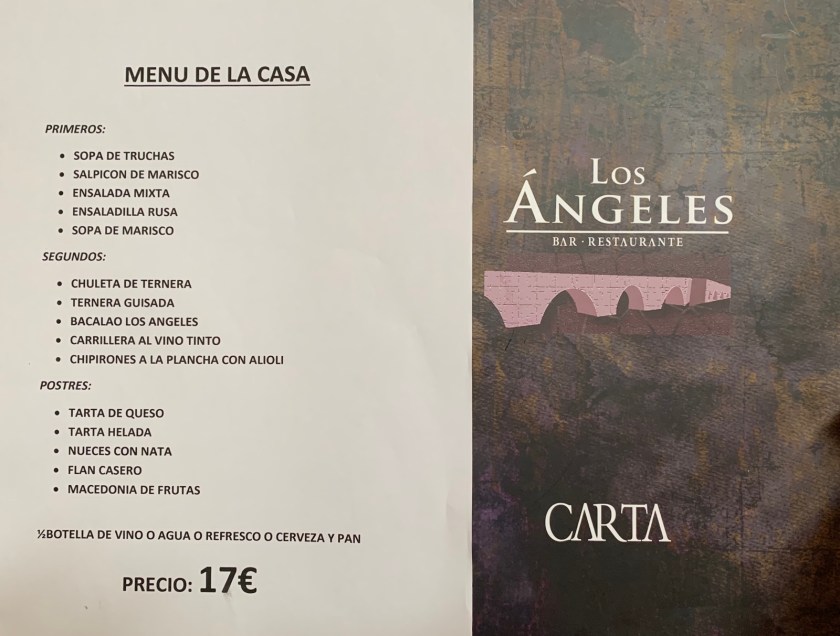 MENU DE LA CASA
PRIMEROS:
• SOPA DE TRUCHAS
• SALPICON DE MARISCO
• ENSALADA MIXTA
• ENSALADILLA RUSA
• SOPA DE MARISCO
SEGUNDOS:
• CHULETA DE TERNERA
• TERNERA GUISADA
• BACALAO LOS ANGELES
• CARRILLERA AL VINO TINTO
• CHIPIRONES A LA PLANCHA CON ALIOLI
POSTRES:
• TARTA DE QUESO
• TARTA HELADA
• NUECES CON NATA
• FLAN CASERO
• MACEDONIA DE FRUTAS
½BOTELLA DE VINO O AGUA O REFRESCO O CERVEZA Y PAN
PRECIO: 17€
LOS
ÁNGELES
BAR · RESTAURANTE
CARTA